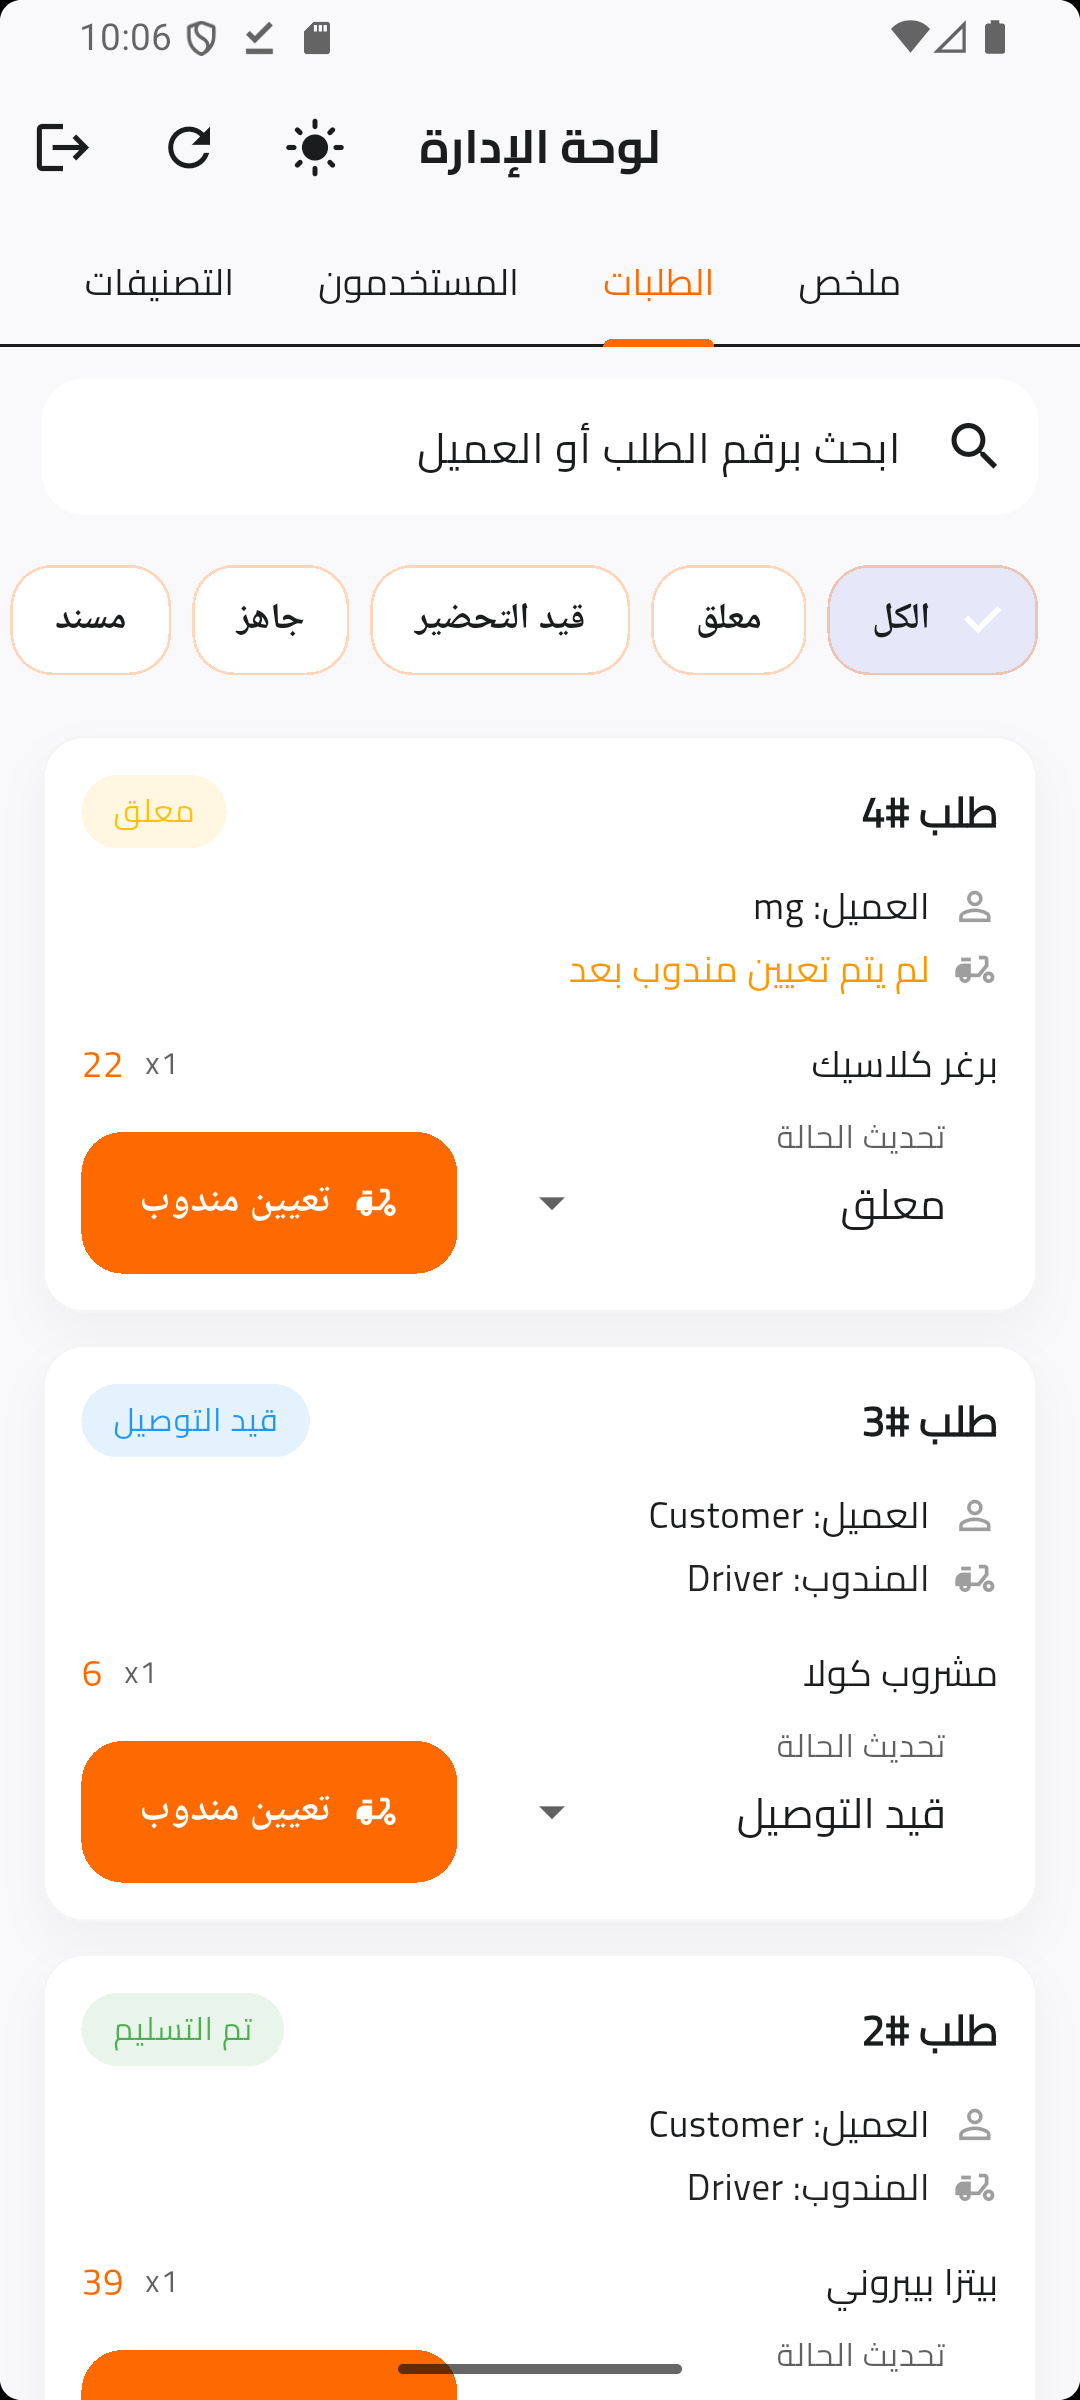 10:06
لوحة الإدارة
ملخص الطلبات المستخدمون التصنيفات
ابحث برقم الطلب أو العميل
الكل معلق قيد التحضير جاهز مسند
طلب #4 معلق
العميل: mg
لم يتم تعيين مندوب بعد
برغر كلاسيك x1 22
تحديث الحالة
معلق تعيين مندوب
طلب #3 قيد التوصيل
العميل: Customer
المندوب: Driver
مشروب كولا x1 6
تحديث الحالة
قيد التوصيل تعيين مندوب
طلب #2 تم التسليم
العميل: Customer
المندوب: Driver
بيتزا بيبروني x1 39
تحديث الحالة